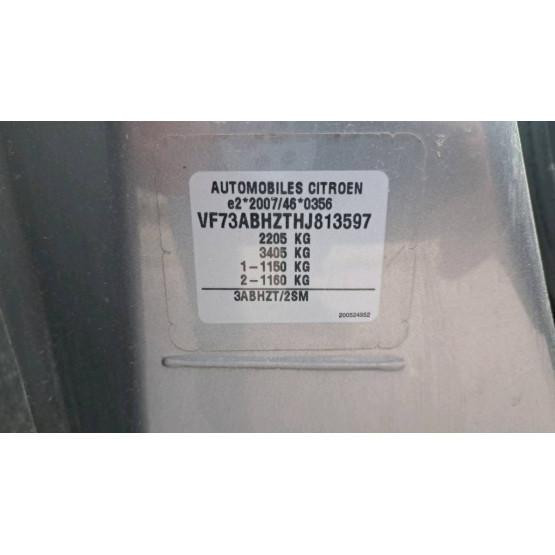 AUTOMOBILES CITROEN
e2*2007/46*0356
VF73ABHZTHJ813597
2205 KG
3405 KG
1-1150 KG
2-1160 KG
3ABHZT/2SM
200524952